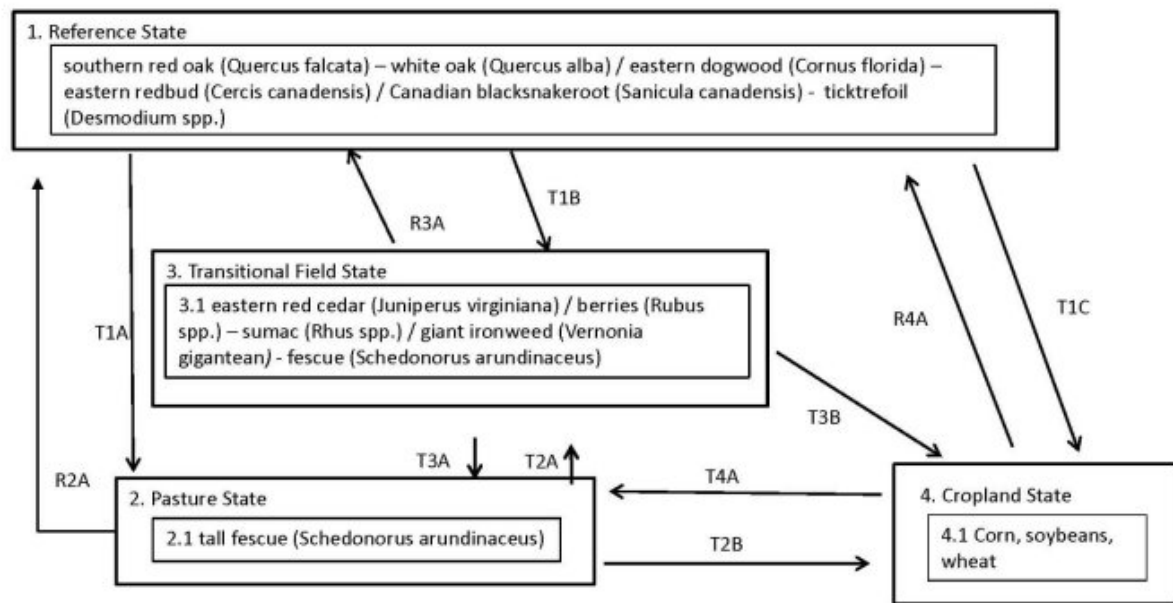 1. Reference State
southern red oak (Quercus falcata) – white oak (Quercus alba) / eastern dogwood (Cornus florida) –
eastern redbud (Cercis canadensis) / Canadian blacksnakeroot (Sanicula canadensis) - ticktrefoil
(Desmodium spp.)
R3A
T1B
3. Transitional Field State
3.1 eastern red cedar (Juniperus virginiana) / berries (Rubus
spp.) – sumac (Rhus spp.) / giant ironweed (Vernonia
gigantean) - fescue (Schedonorus arundinaceus)
T1A
R4A
T1C
T3B
R2A
T3A
T2A
2. Pasture State
2.1 tall fescue (Schedonorus arundinaceus)
T4A
T2B
4. Cropland State
4.1 Corn, soybeans,
wheat